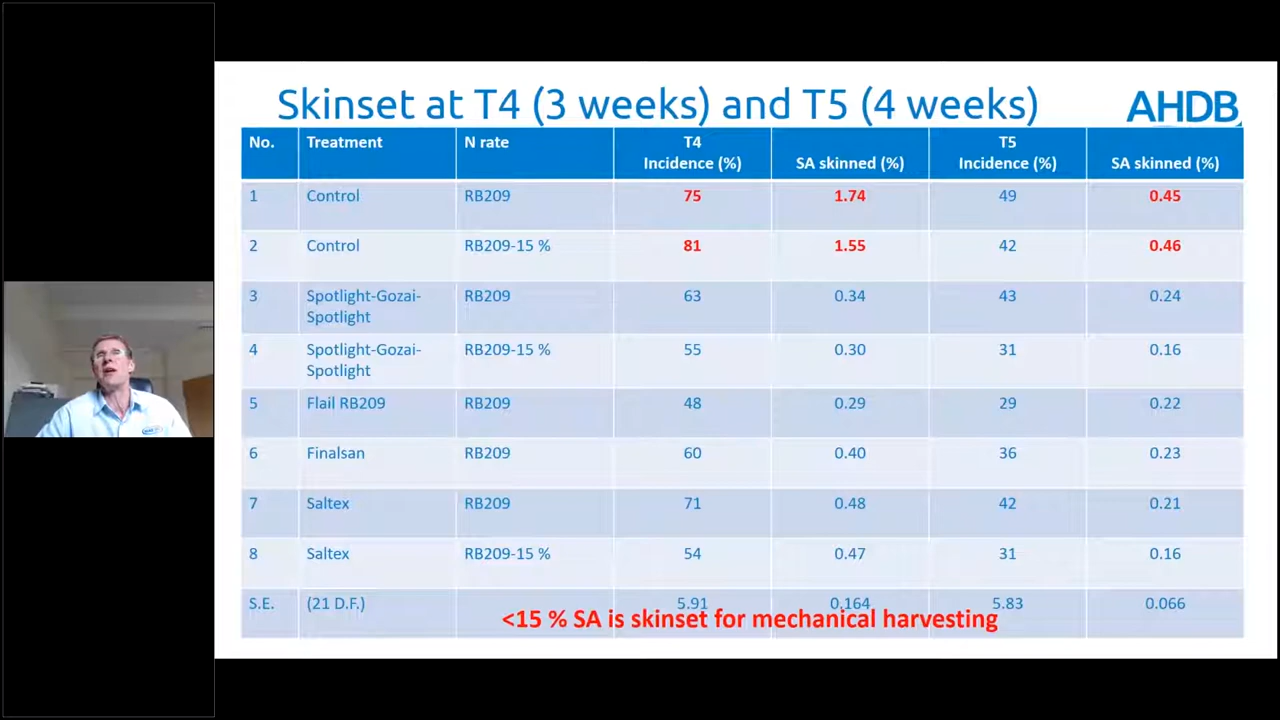 Skinset at T4 (3 weeks) and T5 (4 weeks)
AHDB
No. Treatment N rate T4 Incidence (%) SA skinned (%) T5 Incidence (%) SA skinned (%)
1 Control RB209 75 1.74 49 0.45
2 Control RB209-15 % 81 1.55 42 0.46
3 Spotlight-Gozai-Spotlight RB209 63 0.34 43 0.24
4 Spotlight-Gozai-Spotlight RB209-15 % 55 0.30 31 0.16
5 Flail RB209 RB209 48 0.29 29 0.22
6 Finalsan RB209 60 0.40 36 0.23
7 Saltex RB209 71 0.48 42 0.21
8 Saltex RB209-15 % 54 0.47 31 0.16
S.E. (21 D.F.) 5.91 0.164 5.83 0.066
<15 % SA is skinset for mechanical harvesting